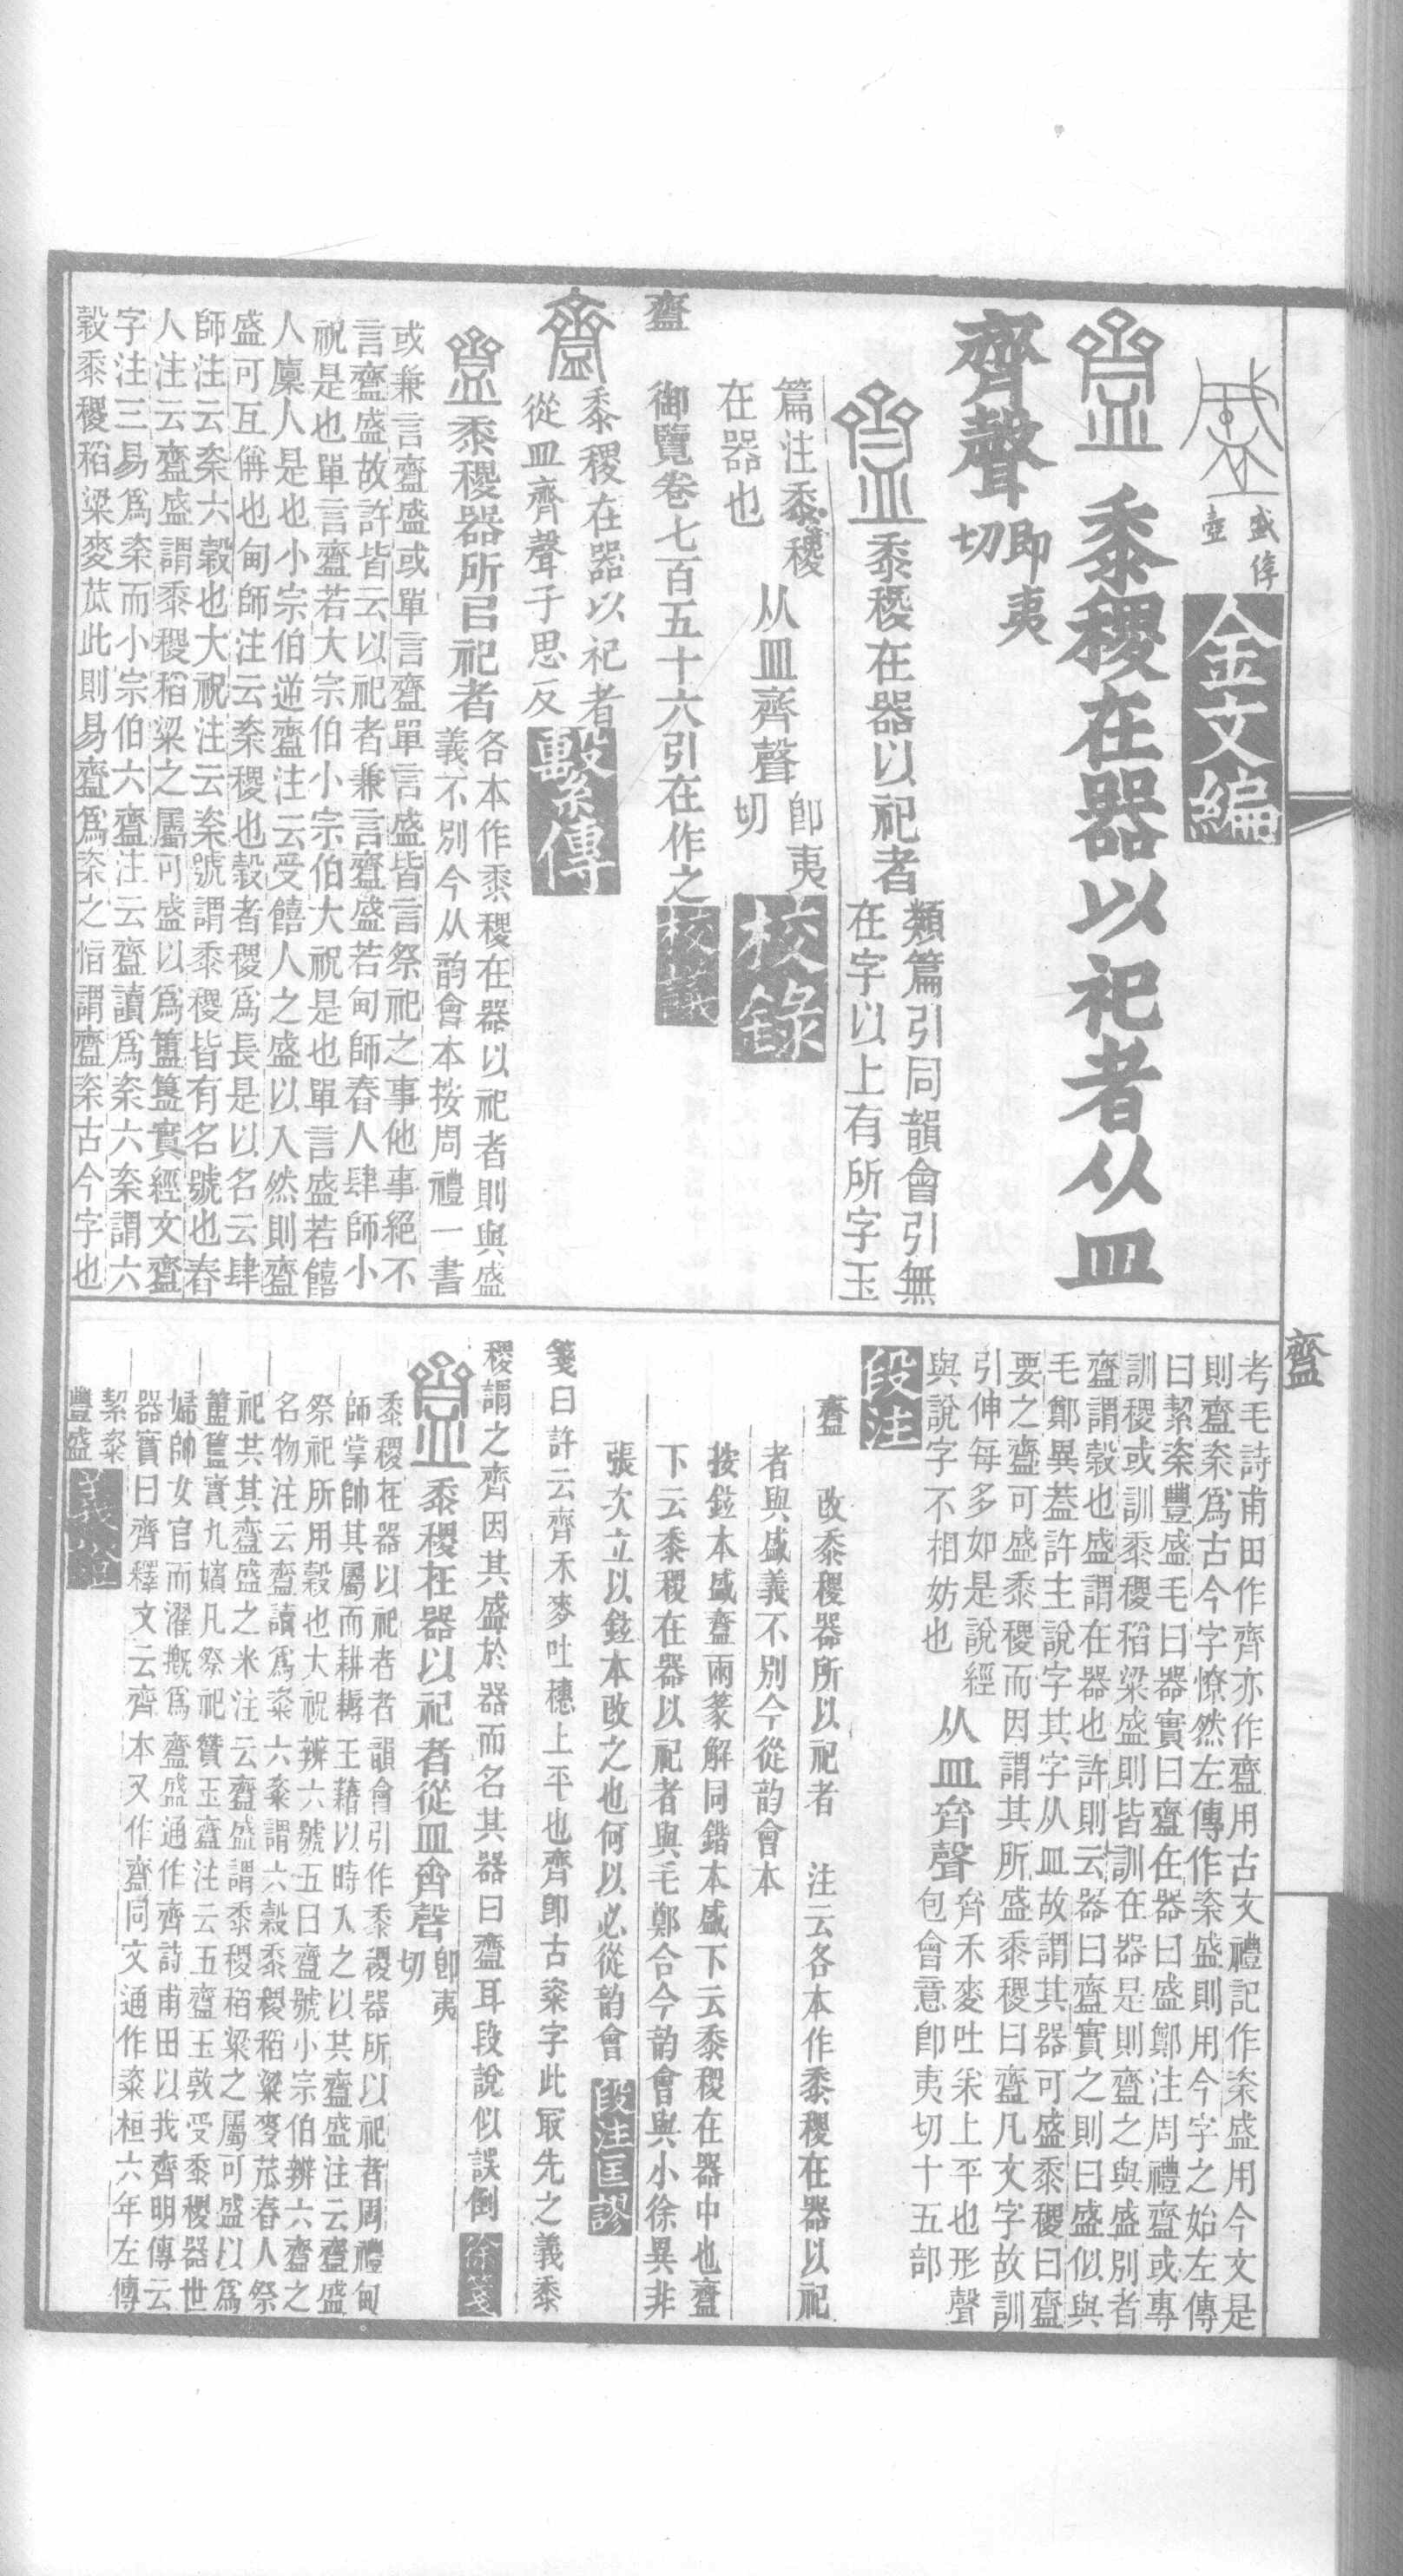 盛偉
壺
金文編
黍稷在器以祀者从皿
齊聲
即夷
切
黍稷在器以祀者
類篇引同韻會引無
在字以上有所字玉
篇注黍稷
在器也
从皿齊聲
即夷
切
校錄
齍
御覽卷七百五十六引在作之
校議
黍稷在器以祀者
從皿齊聲子思反
繫傳
黍稷器所㠯祀者
各本作黍稷在器以祀者則與盛
義不別今从韵會本按周禮一書
或兼言齍盛或單言齍單言盛皆言祭祀之事他事絕不
言齍盛故許皆云以祀者兼言齍盛若甸師舂人肆師小
祝是也單言齍若大宗伯小宗伯大祝是也單言盛若饎
人廩人是也小宗伯逆齍注云受饎人之盛以入然則齍
盛可互偁也甸師注云粢稷也穀者稷爲長是以名云肆
師注云粢六穀也大祝注云粢號謂黍稷皆有名號也舂
人注云齍盛謂黍稷稻粱之屬可盛以爲簠簋實經文齍
字注三易爲粢而小宗伯六齍注云齍讀爲粢六粢謂六
穀黍稷稻粱麥苽此則易齍爲粢之恉謂齍粢古今字也
齍
考毛詩甫田作齊亦作齍用古文禮記作粢盛用今文是
則齍粢爲古今字憭然左傳作粢盛則用今字之始左傳
曰絜粢豐盛毛曰器實曰齍在器曰盛鄭注周禮齍或專
訓稷或訓黍稷稻粱盛則皆訓在器是則齍之與盛別者
齍謂穀也盛謂在器也許則云器曰齍實之則曰盛似與
毛鄭異蓋許主說字其字从皿故謂其器可盛黍稷曰齍
要之齍可盛黍稷而因謂其所盛黍稷曰齍凡文字故訓
引伸每多如是說經
與說字不相妨也
从皿齊聲
齊禾麥吐采上平也形聲
包會意卽夷切十五部
段注
齍
改黍稷器所以祀者　注云各本作黍稷在器以祀
者與盛義不別今從韵會本
按鉉本盛齍兩篆解同鍇本盛下云黍稷在器中也齍
下云黍稷在器以祀者與毛鄭合今韵會與小徐異非
張次立以鉉本改之也何以必從韵會
段注匡謬
箋曰許云齊禾麥吐穗上平也齊卽古粢字此冣先之義黍
稷謂之齊因其盛於器而名其器曰齍耳段說似誤倒
徐箋
黍稷在器以祀者從皿齊聲
卽夷
切
黍稷在器以祀者者韻會引作黍稷器所以祀者周禮甸
師掌帥其屬而耕耨王藉以時入之以共齍盛注云齍盛
祭祀所用穀也大祝辨六號五曰齍號小宗伯辨六齍之
名物注云齍讀爲粢六粢謂六穀黍稷稻粱麥苽舂人祭
祀共其齍盛之米注云齍盛謂黍稷稻粱之屬可盛以爲
簠簋實九嬪凡祭祀贊玉齍注云玉齍玉敦受黍稷器世
婦帥女官而濯摡爲齍盛通作齊詩甫田以我齊明傳云
器實曰齊釋文云齊本又作齍同又通作粢桓六年左傳
絜粢
豐盛
義證